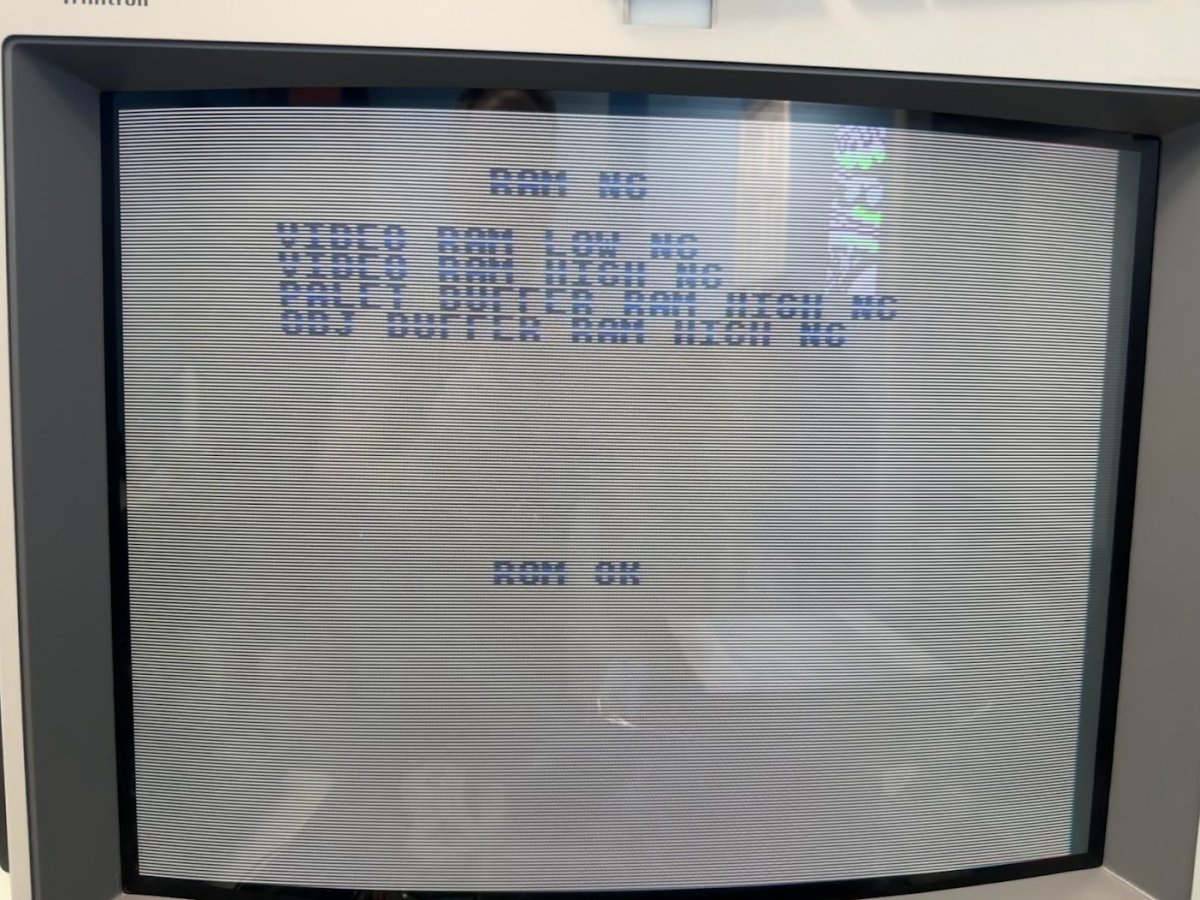 Trinitron
RAM NG
VIDEO RAM LOW NG
VIDEO RAM HIGH NG
PALET BUFFER RAM HIGH NG
OBJ BUFFER RAM HIGH NG
ROM OK